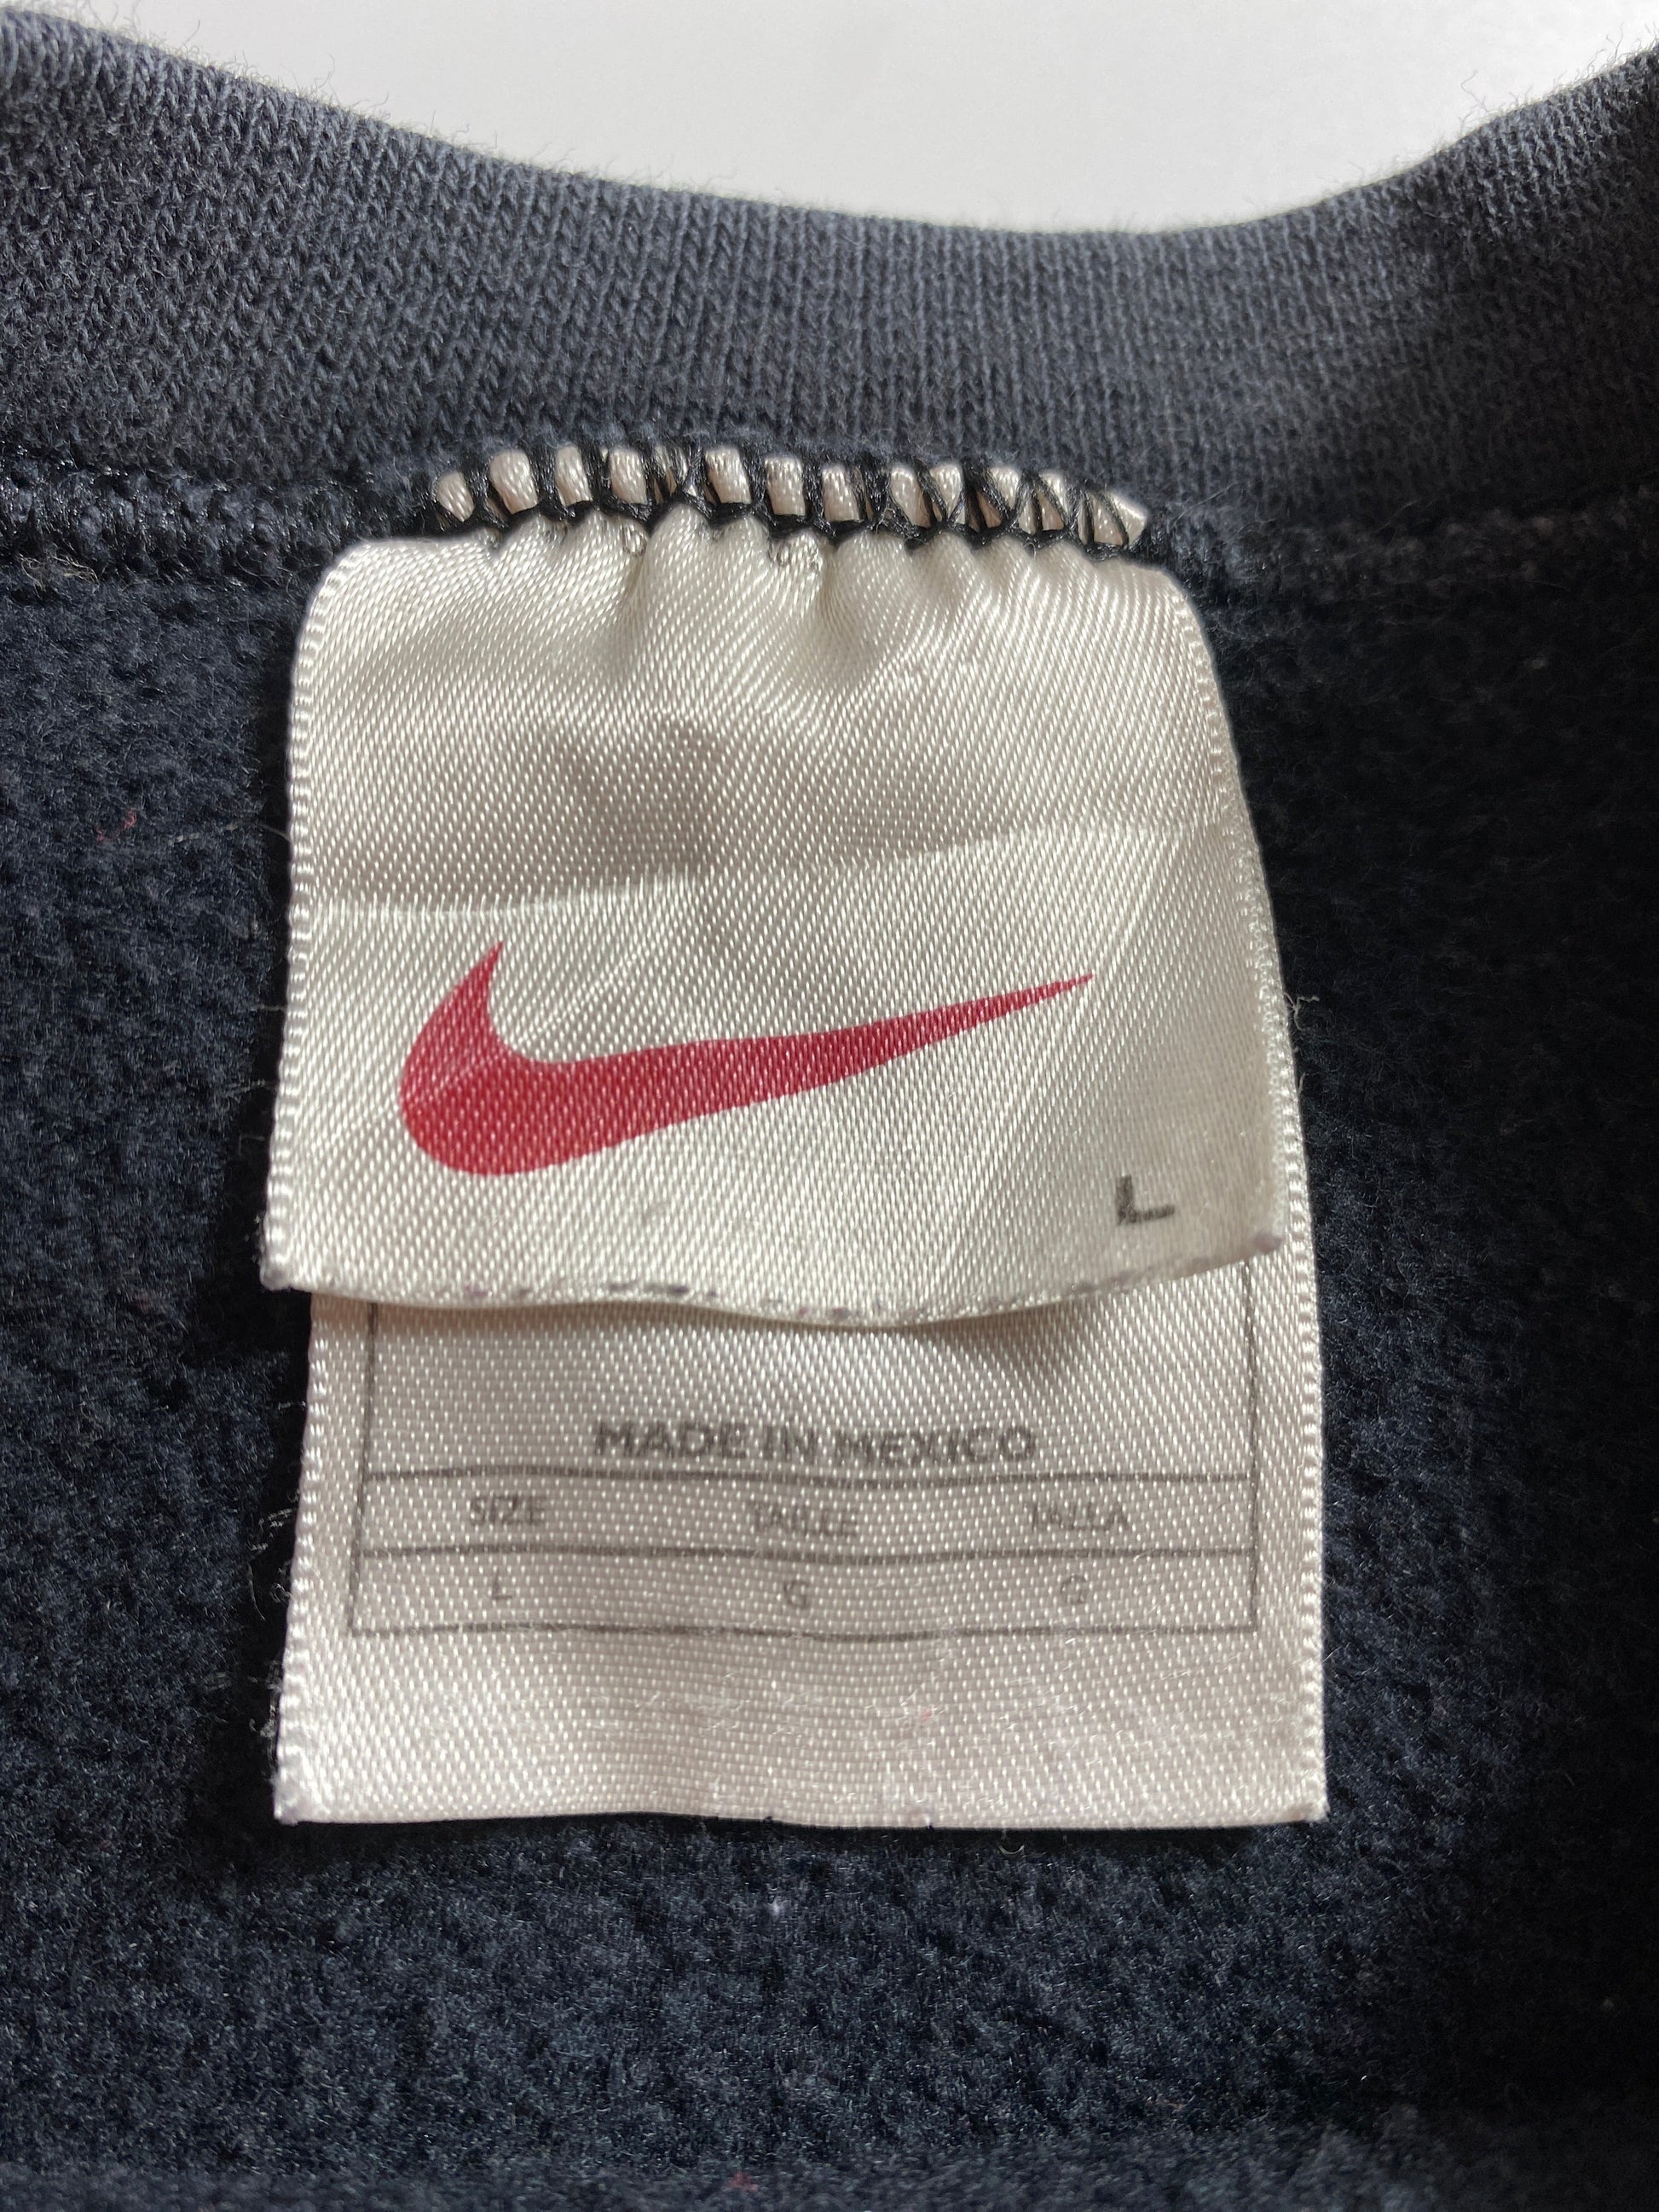 L
MADE IN MEXICO
SIZE TAILLE TALLA
L G G